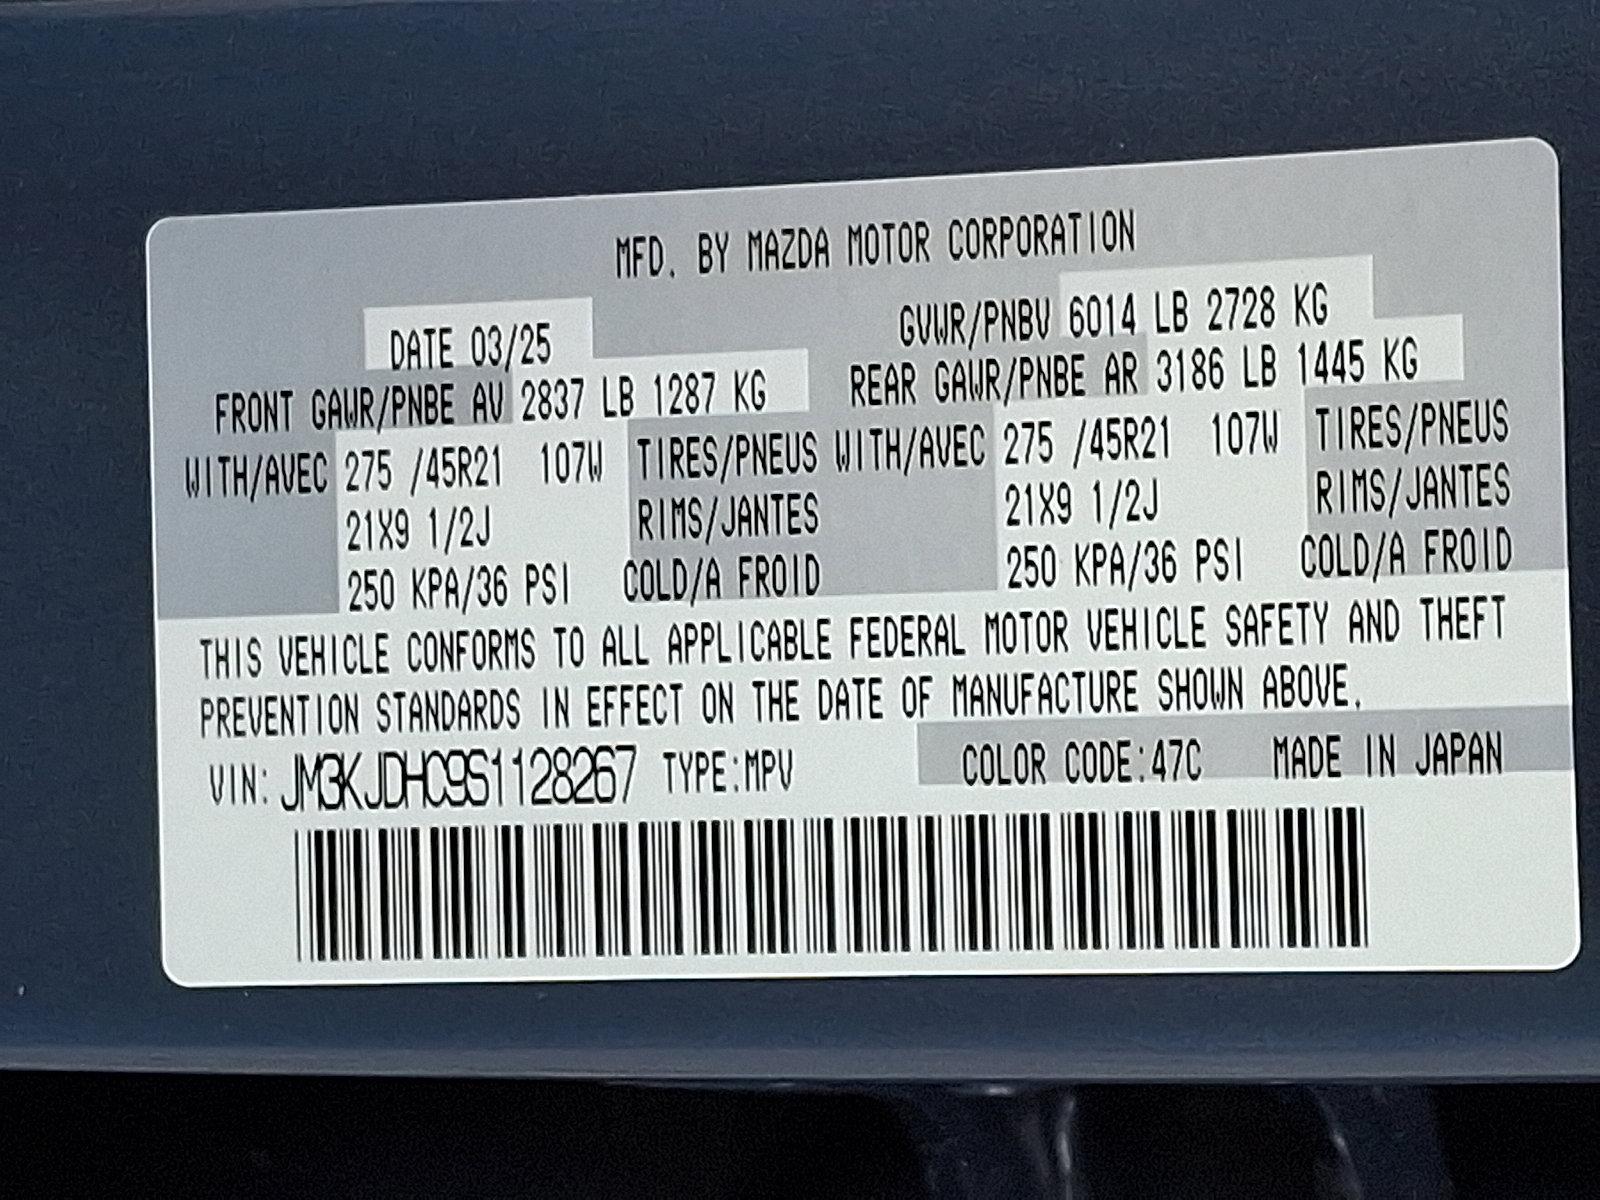 MFD. BY MAZDA MOTOR CORPORATION
DATE 03/25 GVWR/PNBV 6014 LB 2728 KG
FRONT GAWR/PNBE AV 2837 LB 1287 KG REAR GAWR/PNBE AR 3186 LB 1445 KG
WITH/AVEC 275 /45R21 107W TIRES/PNEUS WITH/AVEC 275 /45R21 107W TIRES/PNEUS
21X9 1/2J RIMS/JANTES 21X9 1/2J RIMS/JANTES
250 KPA/36 PSI COLD/A FROID 250 KPA/36 PSI COLD/A FROID
THIS VEHICLE CONFORMS TO ALL APPLICABLE FEDERAL MOTOR VEHICLE SAFETY AND THEFT
PREVENTION STANDARDS IN EFFECT ON THE DATE OF MANUFACTURE SHOWN ABOVE.
VIN: JM3KJDHC9S1128267 TYPE:MPV COLOR CODE:47C MADE IN JAPAN